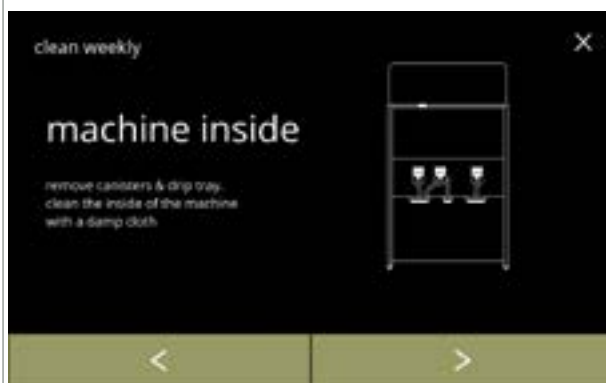 clean weekly
machine inside
remove canisters & drip tray.
clean the inside of the machine
with a damp cloth